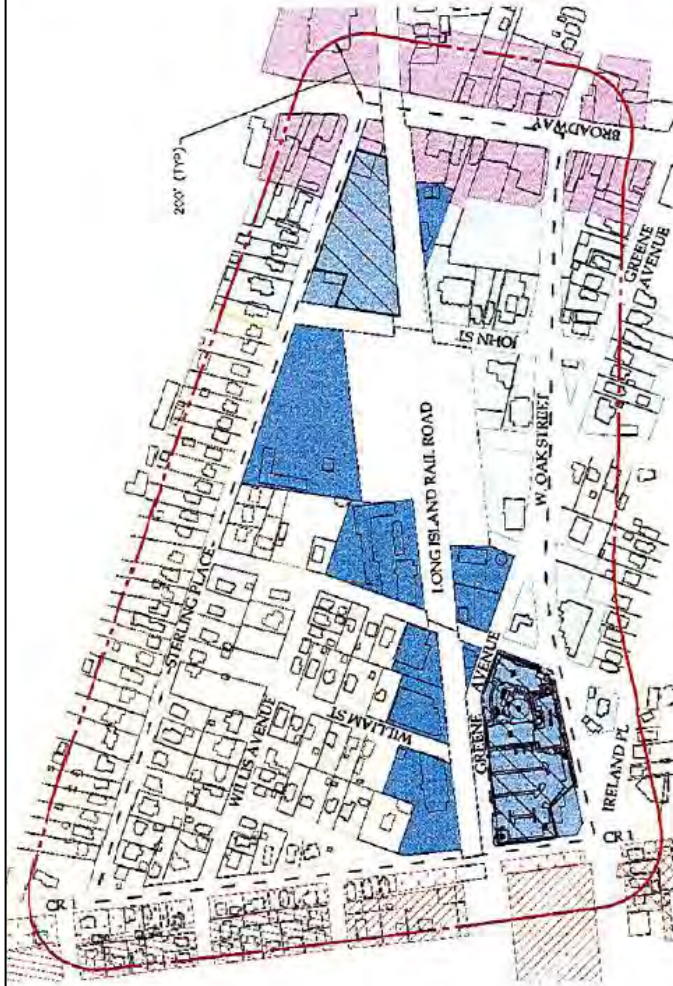 200' (TYP)
BROADWAY
GREENE
AVENUE
JOHN ST
W. OAK STREET
LONG ISLAND RAIL ROAD
STERLING PLACE
WILLIS AVENUE
WILLIAM ST
GREENE AVENUE
IRELAND PL
CR 1
CR 1